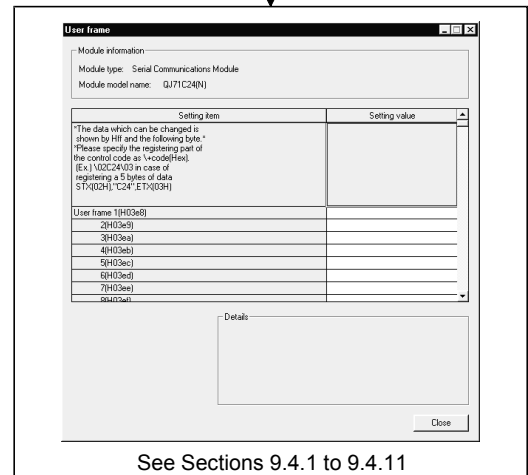 User frame
Module information
Module type: Serial Communications Module
Module model name: QJ71C24(N)
Setting item Setting value
"The data which can be changed is
shown by Hff and the following byte."
"Please specify the registering part of
the control code as \+code(Hex).
(Ex.) \02C24\03 in case of
registering a 5 bytes of data
STX(02H),"C24",ETX(03H)
User frame 1(H03e8)
2(H03e9)
3(H03ea)
4(H03eb)
5(H03ec)
6(H03ed)
7(H03ee)
8(H03ef)
Details
Close
See Sections 9.4.1 to 9.4.11